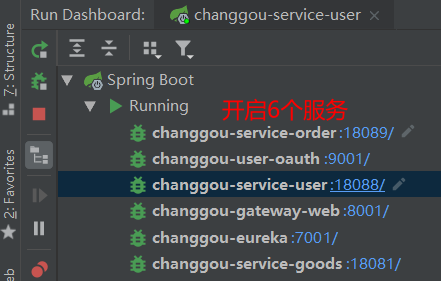 Run Dashboard: changgou-service-user
Spring Boot
Running 开启6个服务
changgou-service-order :18089/
changgou-user-oauth :9001/
changgou-service-user :18088/
changgou-gateway-web :8001/
changgou-eureka :7001/
changgou-service-goods :18081/
7: Structure
2: Favorites
eb